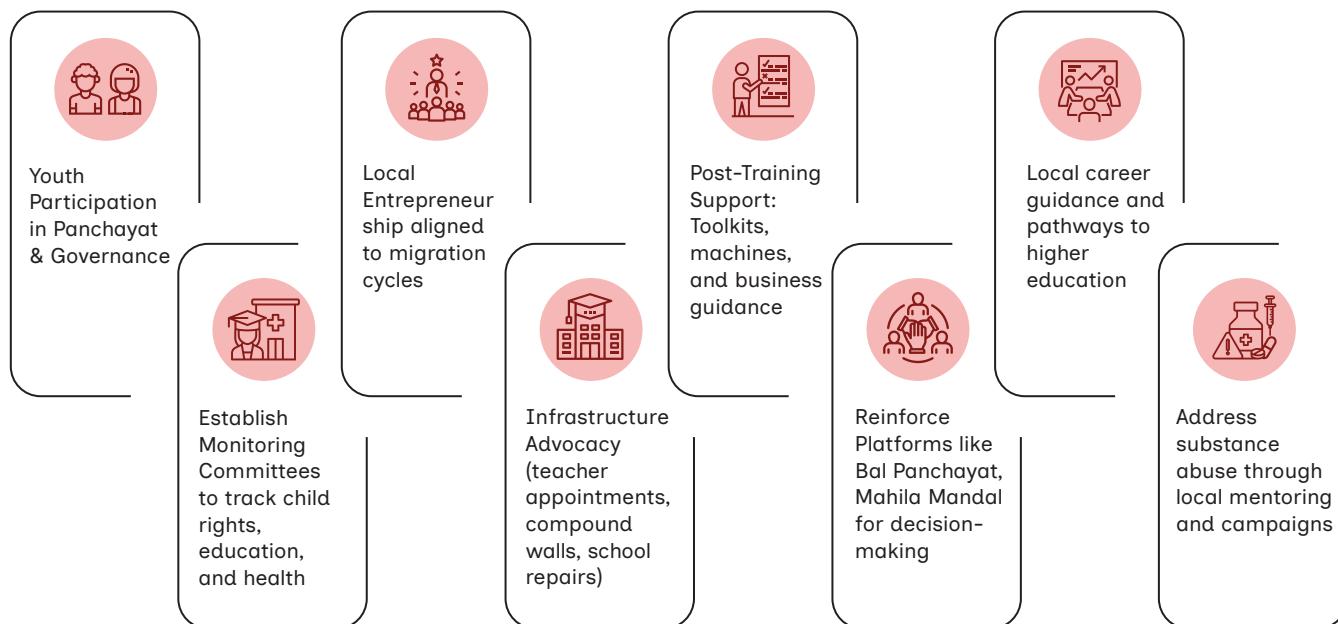 Youth
Participation
in Panchayat
& Governance
Establish
Monitoring
Committees
to track child
rights,
education,
and health
Local
Entrepreneur
ship aligned
to migration
cycles
Infrastructure
Advocacy
(teacher
appointments,
compound
walls, school
repairs)
Post-Training
Support:
Toolkits,
machines,
and business
guidance
Reinforce
Platforms like
Bal Panchayat,
Mahila Mandal
for decision-
making
Local career
guidance and
pathways to
higher
education
Address
substance
abuse through
local mentoring
and campaigns